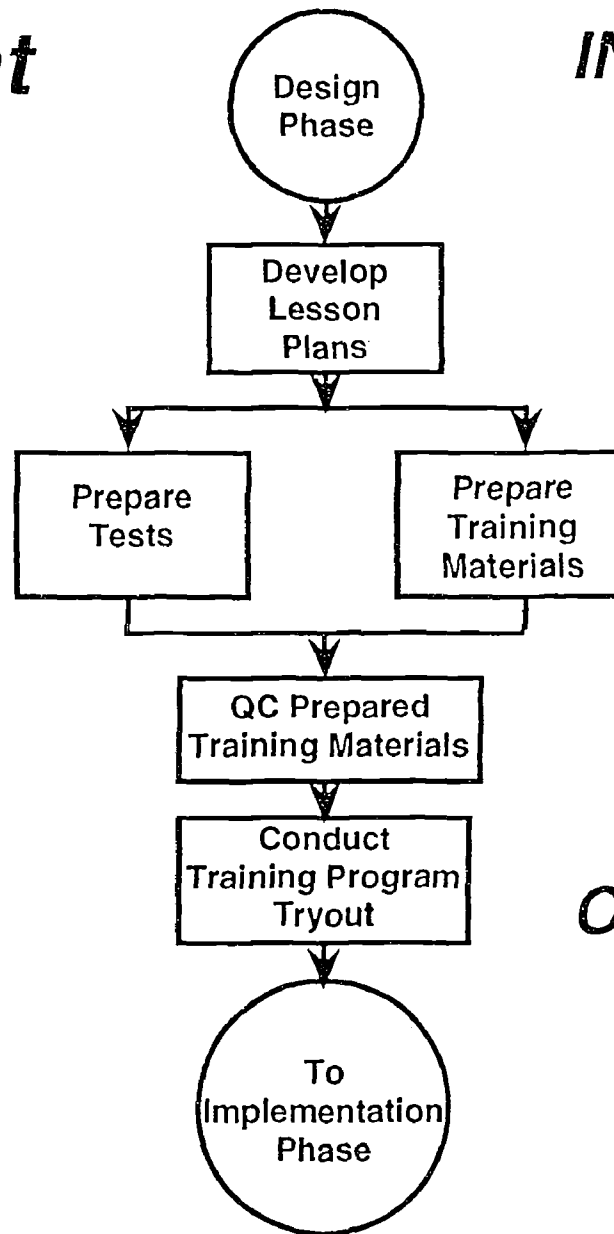 Design
Phase
Develop
Lesson
Plans
Prepare
Tests
Prepare
Training
Materials
QC Prepared
Training Materials
Conduct
Training Program
Tryout
To
Implementation
Phase